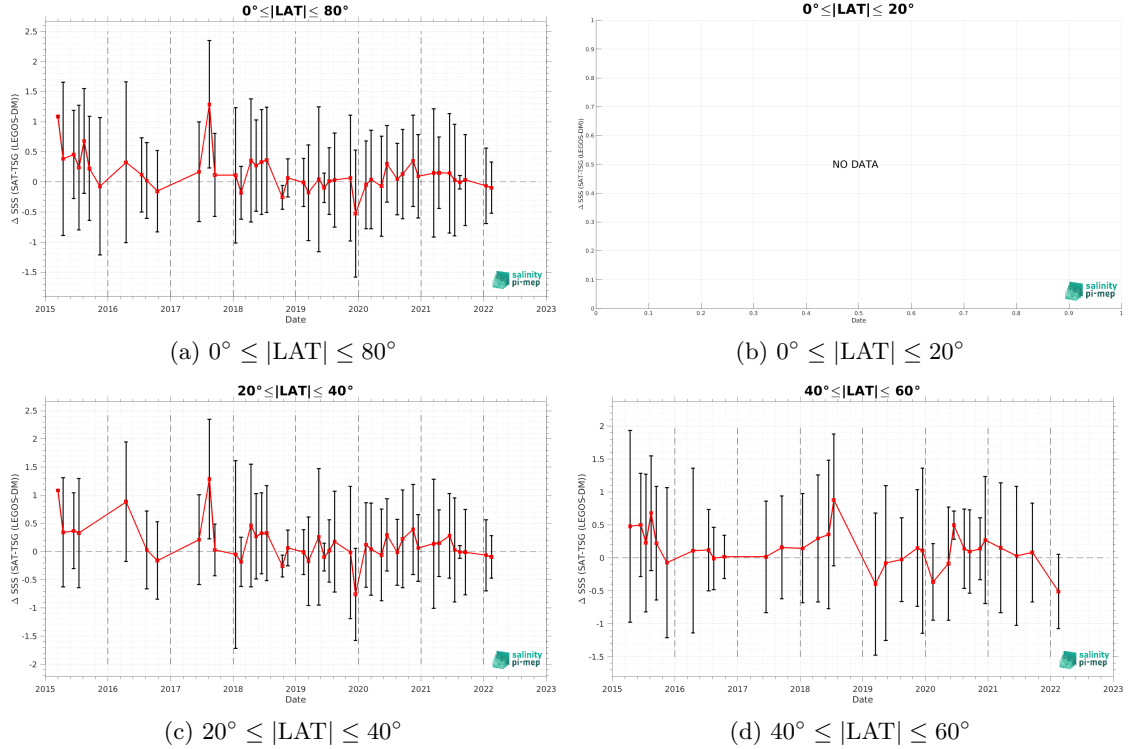 0°≤|LAT|≤ 80°
Δ SSS (SAT-TSG (LEGOS-DM))
2.5
2
1.5
1
0.5
0
-0.5
-1
-1.5
2015 2016 2017 2018 2019 2020 2021 2022 2023
Date
salinity
pi-mep
(a) 0° ≤ |LAT| ≤ 80°
0°≤|LAT|≤ 20°
Δ SSS (SAT-TSG (LEGOS-DM))
1
0.9
0.8
0.7
0.6
0.5
0.4
0.3
0.2
0.1
0
NO DATA
0 0.1 0.2 0.3 0.4 0.5 0.6 0.7 0.8 0.9 1
Date
salinity
pi-mep
(b) 0° ≤ |LAT| ≤ 20°
20°≤|LAT|≤ 40°
Δ SSS (SAT-TSG (LEGOS-DM))
2.5
2
1.5
1
0.5
0
-0.5
-1
-1.5
-2
2015 2016 2017 2018 2019 2020 2021 2022 2023
Date
salinity
pi-mep
(c) 20° ≤ |LAT| ≤ 40°
40°≤|LAT|≤ 60°
Δ SSS (SAT-TSG (LEGOS-DM))
2
1.5
1
0.5
0
-0.5
-1
-1.5
2015 2016 2017 2018 2019 2020 2021 2022 2023
Date
salinity
pi-mep
(d) 40° ≤ |LAT| ≤ 60°